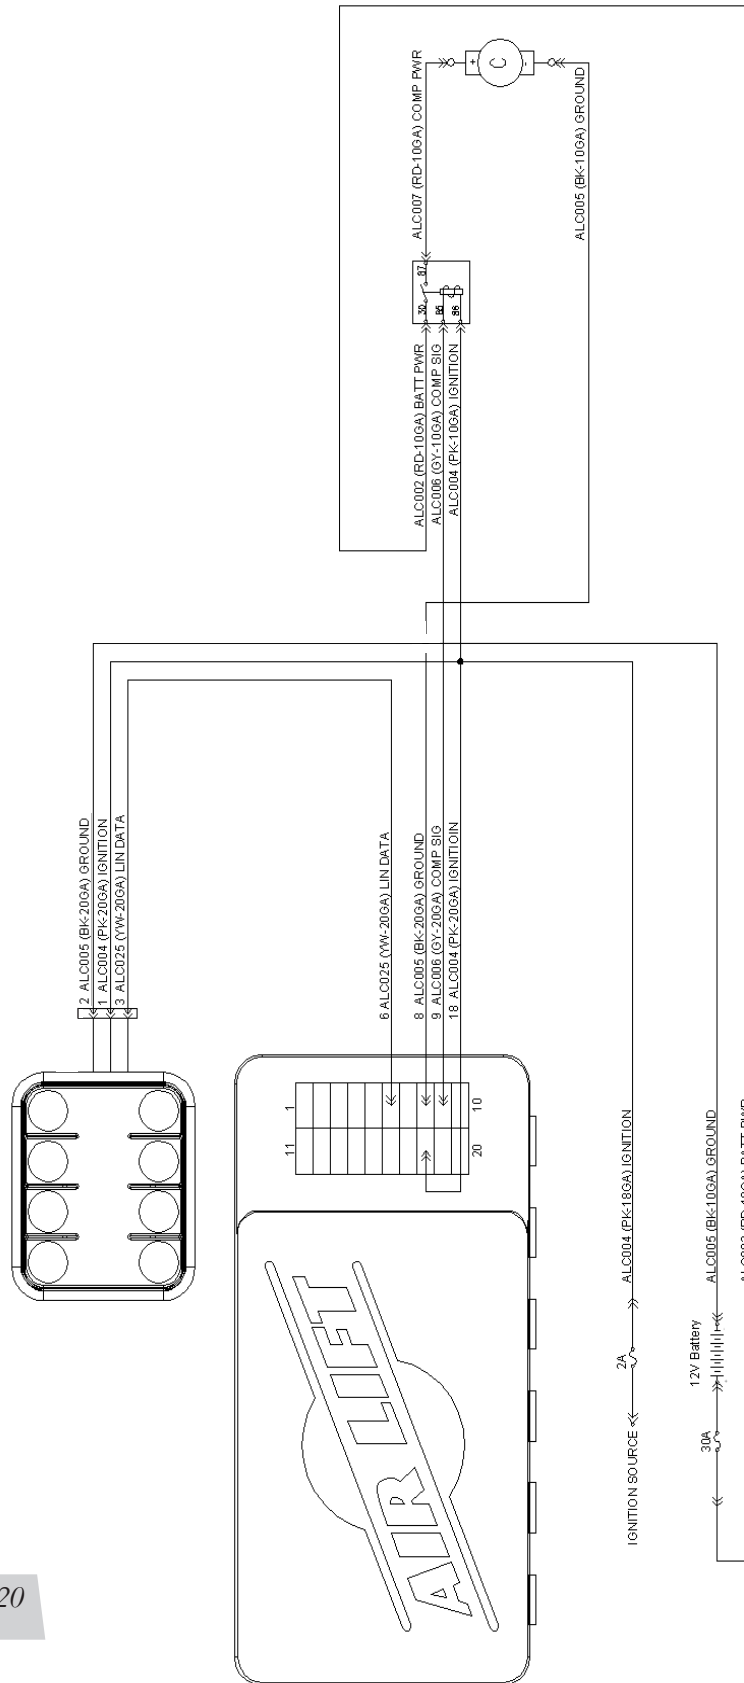 ALC007 (RD-10GA) COMP PWR
+
C
-
ALC005 (BK-10GA) GROUND
87
30
85
86
ALC002 (RD-10GA) BATT PWR
ALC006 (GY-10GA) COMP SIG
ALC004 (PK-10GA) IGNITION
2 ALC005 (BK-20GA) GROUND
1 ALC004 (PK-20GA) IGNITION
3 ALC025 (YW-20GA) LIN DATA
6 ALC025 (YW-20GA) LIN DATA
8 ALC005 (BK-20GA) GROUND
9 ALC006 (GY-20GA) COMP SIG
18 ALC004 (PK-20GA) IGNITIOIN
1
10
11
20
AIR LIFT
IGNITION SOURCE
2A
ALC004 (PK-18GA) IGNITION
30A
12V Battery
ALC005 (BK-10GA) GROUND
20